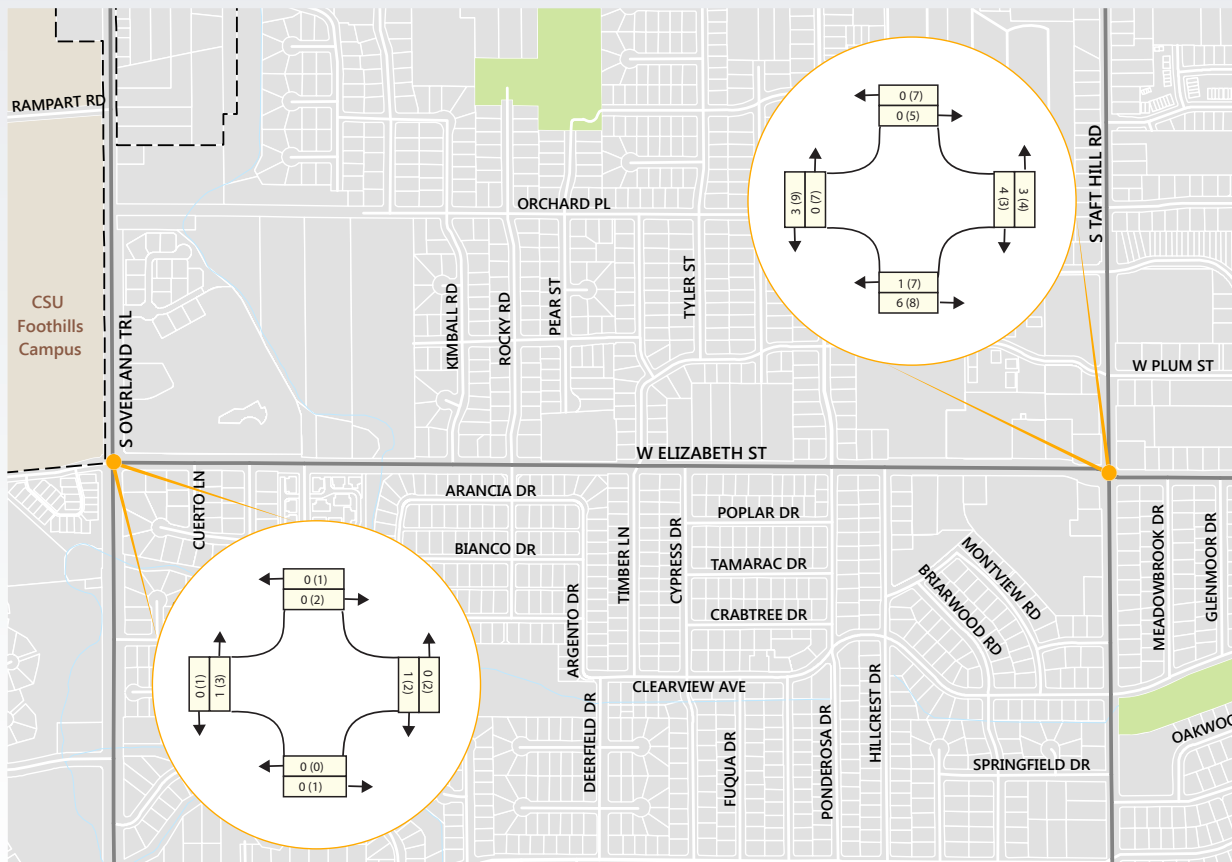 RAMPART RD
0 (7)
0 (5)
S TAFT HILL RD
3 (9)
0 (7)
4 (3)
3 (4)
ORCHARD PL
1 (7)
6 (8)
CSU
Foothills
Campus
S OVERLAND TRL
KIMBALL RD
ROCKY RD
PEAR ST
TYLER ST
W PLUM ST
W ELIZABETH ST
CUERTO LN
ARANCIA DR
BIANCO DR
ARGENTO DR
TIMBER LN
CYPRESS DR
POPLAR DR
TAMARAC DR
CRABTREE DR
MONTVIEW RD
BRIARWOOD RD
MEADOWBROOK DR
GLENMOOR DR
0 (1)
0 (2)
0 (1)
1 (3)
1 (2)
0 (2)
0 (0)
0 (1)
CLEARVIEW AVE
DEERFIELD DR
FUQUA DR
PONDEROSA DR
HILLCREST DR
SPRINGFIELD DR
OAKWOO